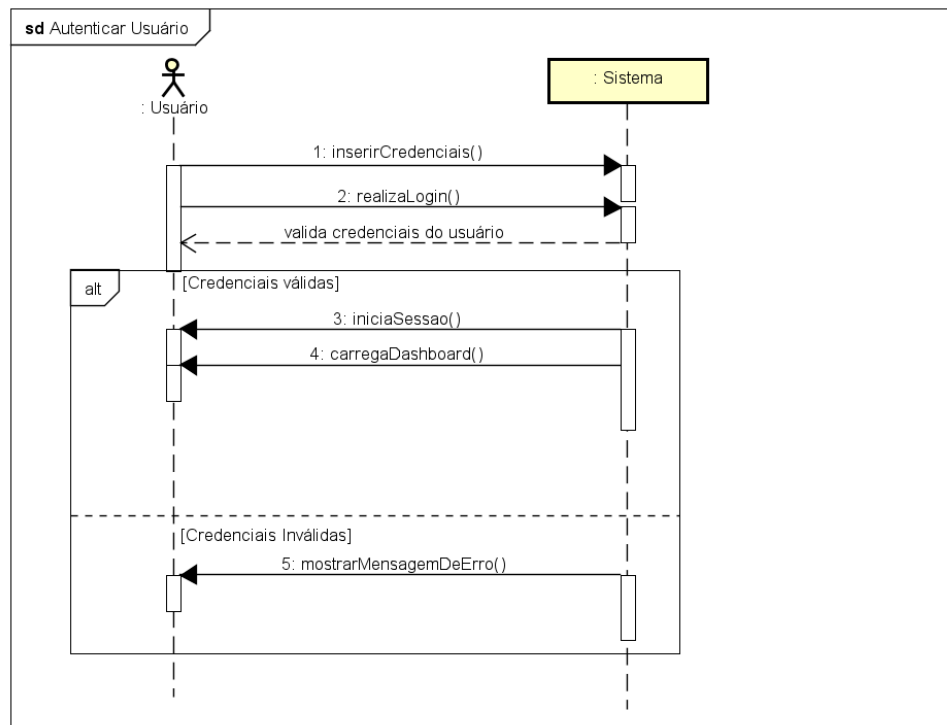 sd Autenticar Usuário
: Usuário
: Sistema
1: inserirCredenciais()
2: realizaLogin()
valida credenciais do usuário
alt
[Credenciais válidas]
3: iniciaSessao()
4: carregaDashboard()
[Credenciais Inválidas]
5: mostrarMensagemDeErro()